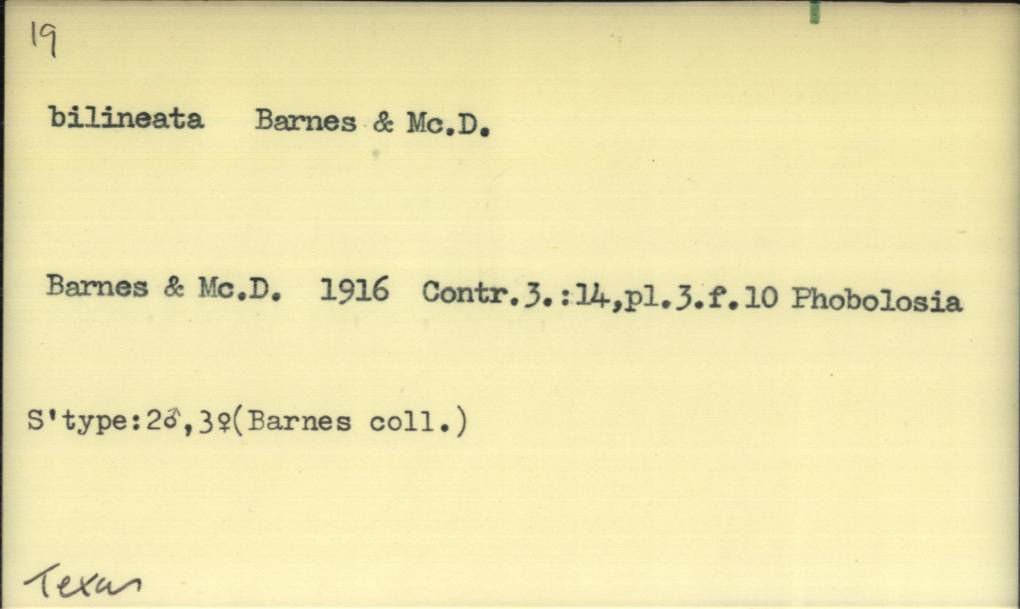 19
bilineata Barnes & Mc.D.
Barnes & Mc.D. 1916 Contr.3.:14,pl.3.f.10 Phobolosia
S'type:2♂,3♀(Barnes coll.)
Texas